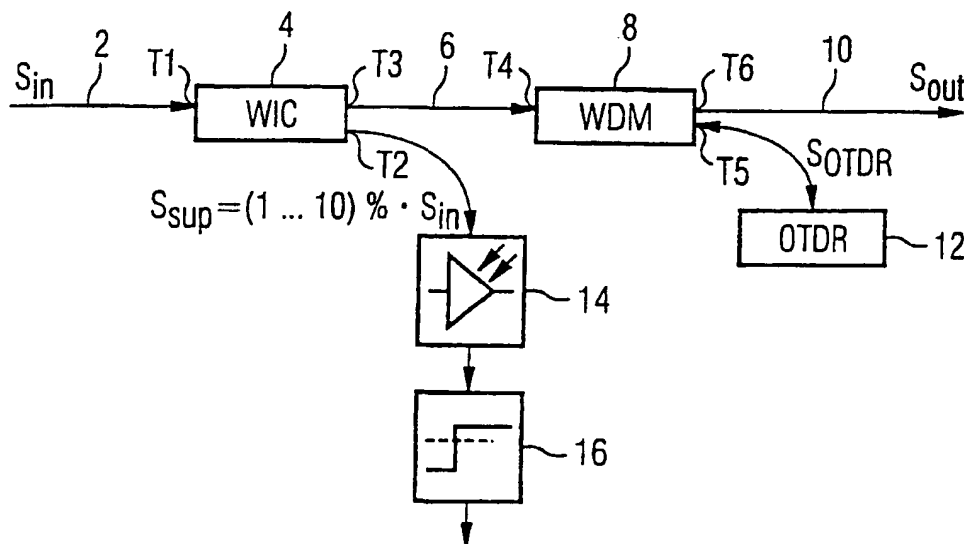 2 4 6 8 10
S_in T1 WIC T3 T4 WDM T6 S_out
T2 T5 S_OTDR
S_sup=(1 ... 10) % · S_in
OTDR 12
14
16